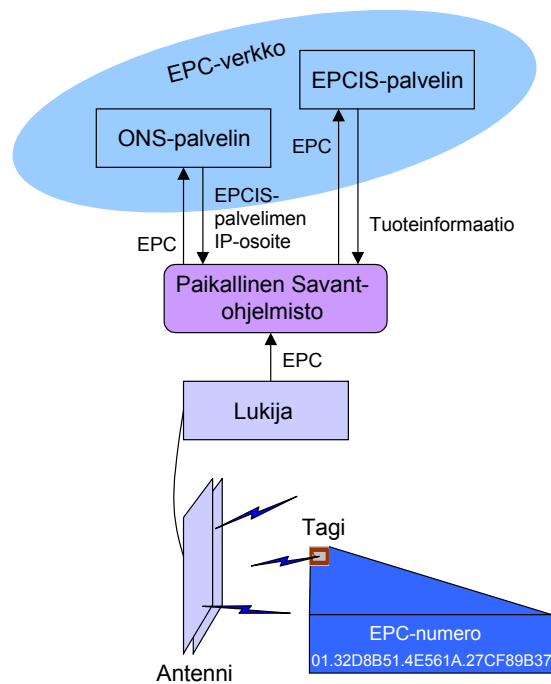 EPC-verkko
EPCIS-palvelin
ONS-palvelin
EPC
EPCIS-
palvelimen
IP-osoite
EPC
Tuoteinformaatio
Paikallinen Savant-
ohjelmisto
EPC
Lukija
Tagi
EPC-numero
01.32D8B51.4E561A.27CF89B37
Antenni